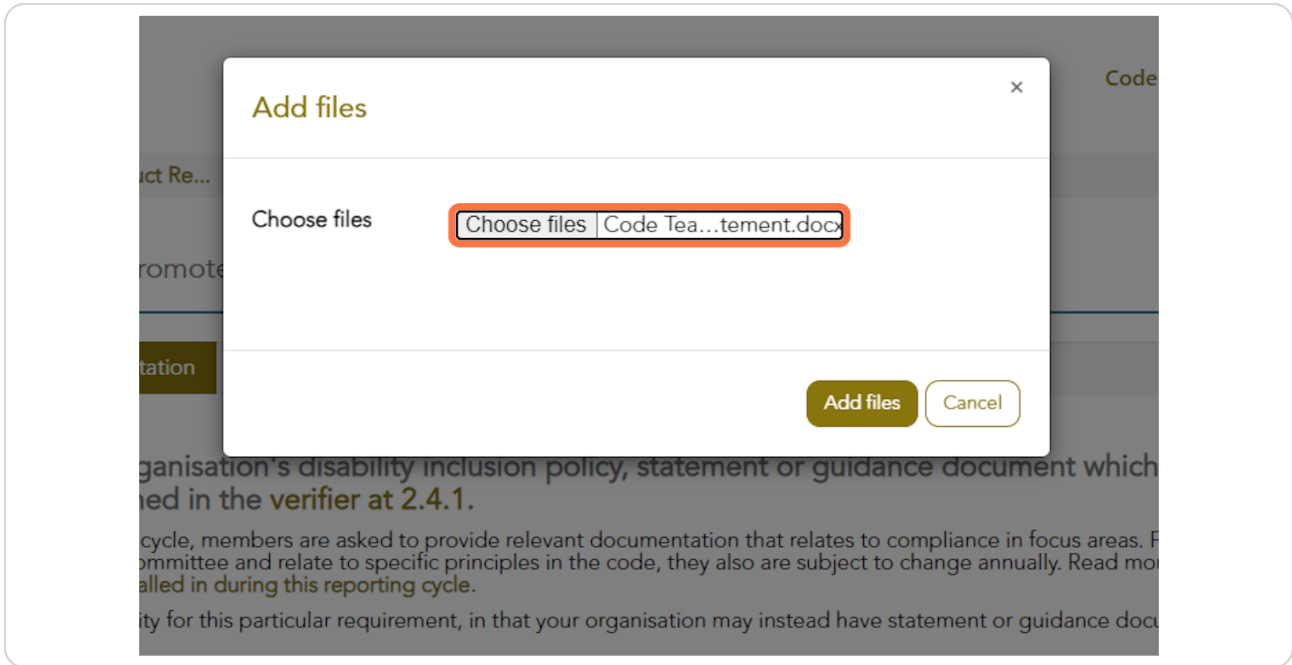 Code
Add files
×
uct Re...
Choose files
Choose files Code Tea...tement.docx
romote
tation
Add files Cancel
ganisation's disability inclusion policy, statement or guidance document which
ned in the verifier at 2.4.1.
cycle, members are asked to provide relevant documentation that relates to compliance in focus areas. F
ommittee and relate to specific principles in the code, they also are subject to change annually. Read mo
alled in during this reporting cycle.
ity for this particular requirement, in that your organisation may instead have statement or guidance docu